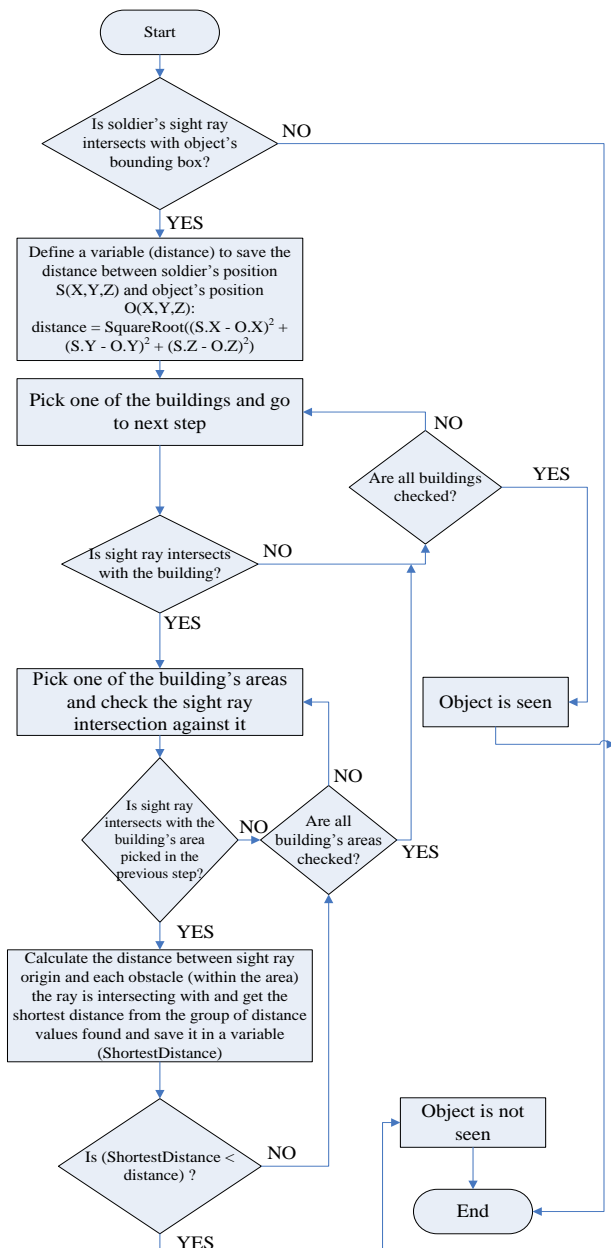 Start
Is soldier's sight ray
intersects with object's
bounding box?
NO
YES
Define a variable (distance) to save the
distance between soldier's position
S(X,Y,Z) and object's position
O(X,Y,Z):
distance = SquareRoot((S.X - O.X)² +
(S.Y - O.Y)² + (S.Z - O.Z)²)
Pick one of the buildings and go
to next step
NO
Are all buildings
checked?
YES
Is sight ray intersects
with the building?
NO
YES
Pick one of the building's areas
and check the sight ray
intersection against it
Object is seen
NO
Is sight ray
intersects with the
building's area
picked in the
previous step?
NO
Are all
building's areas
checked?
YES
YES
Calculate the distance between sight ray
origin and each obstacle (within the area)
the ray is intersecting with and get the
shortest distance from the group of distance
values found and save it in a variable
(ShortestDistance)
Is (ShortestDistance <
distance) ?
NO
YES
Object is not
seen
End